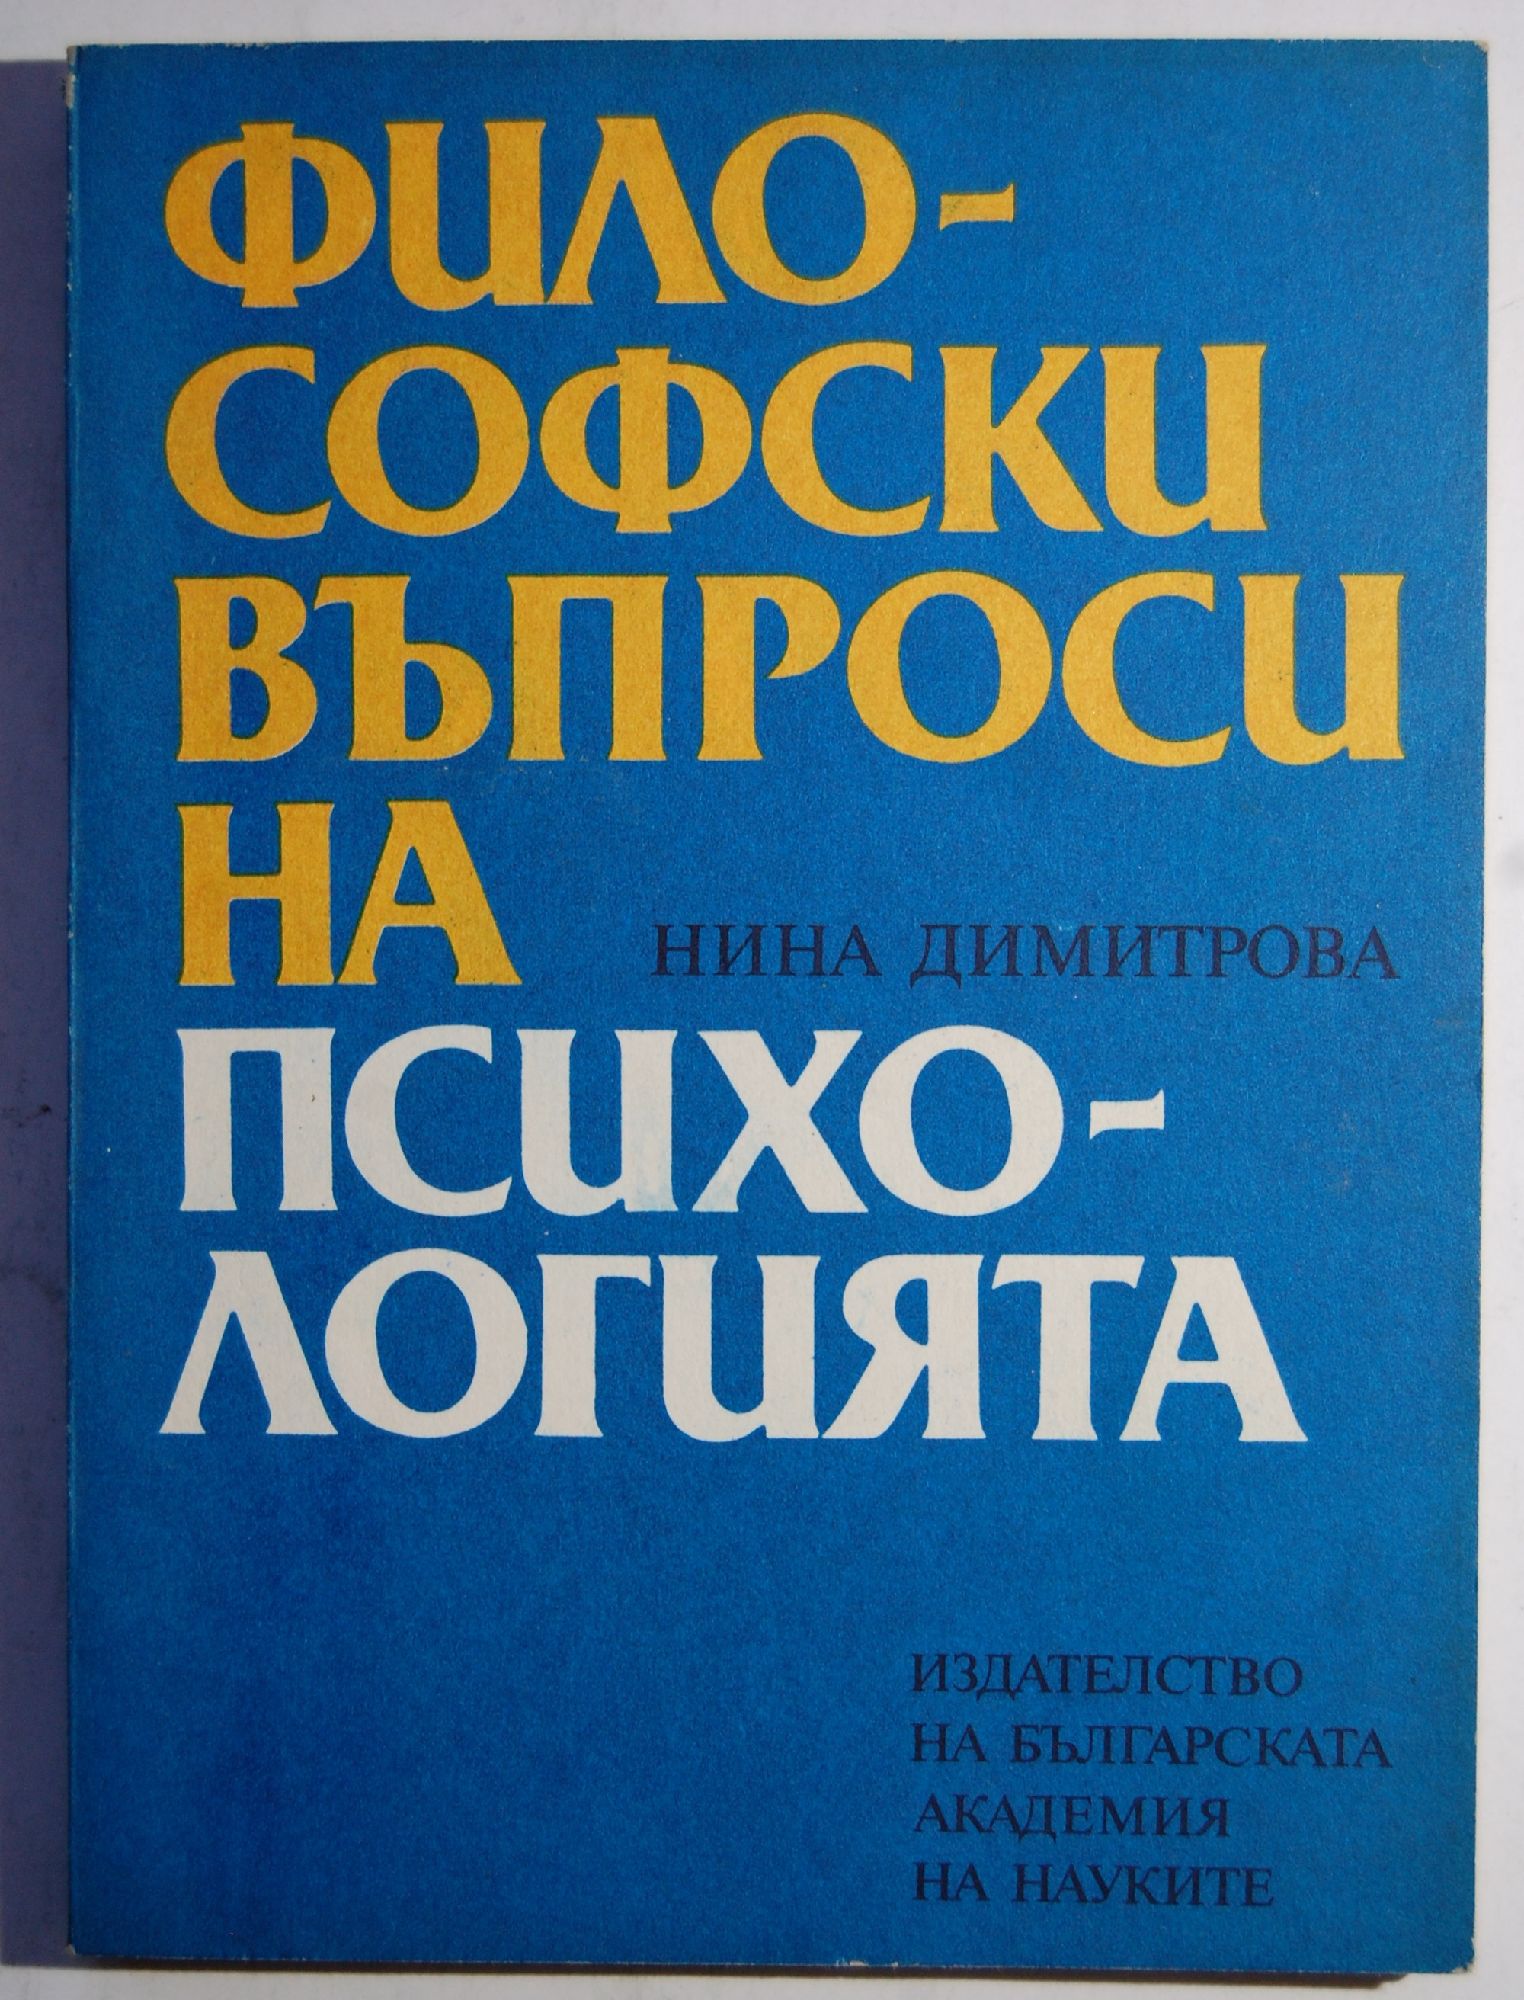 ФИЛО-
СОФСКИ
ВЪПРОСИ
НА
НИНА ДИМИТРОВА
ПСИХО-
ЛОГИЯТА
ИЗДАТЕЛСТВО
НА БЪЛГАРСКАТА
АКАДЕМИЯ
НА НАУКИТЕ